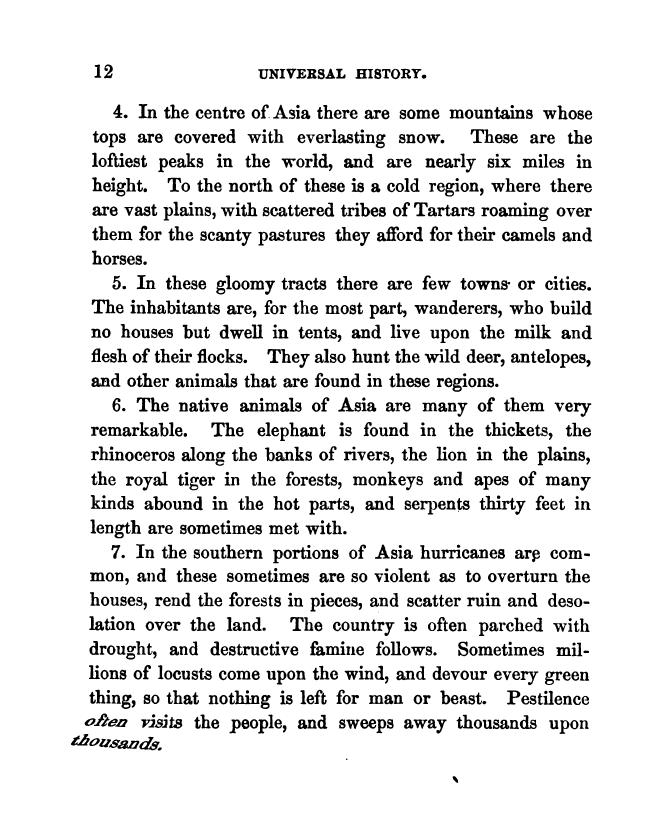 12 UNIVERSAL HISTORY.
4. In the centre of Asia there are some mountains whose
tops are covered with everlasting snow. These are the
loftiest peaks in the world, and are nearly six miles in
height. To the north of these is a cold region, where there
are vast plains, with scattered tribes of Tartars roaming over
them for the scanty pastures they afford for their camels and
horses.
5. In these gloomy tracts there are few towns or cities.
The inhabitants are, for the most part, wanderers, who build
no houses but dwell in tents, and live upon the milk and
flesh of their flocks. They also hunt the wild deer, antelopes,
and other animals that are found in these regions.
6. The native animals of Asia are many of them very
remarkable. The elephant is found in the thickets, the
rhinoceros along the banks of rivers, the lion in the plains,
the royal tiger in the forests, monkeys and apes of many
kinds abound in the hot parts, and serpents thirty feet in
length are sometimes met with.
7. In the southern portions of Asia hurricanes are com-
mon, and these sometimes are so violent as to overturn the
houses, rend the forests in pieces, and scatter ruin and deso-
lation over the land. The country is often parched with
drought, and destructive famine follows. Sometimes mil-
lions of locusts come upon the wind, and devour every green
thing, so that nothing is left for man or beast. Pestilence
often visits the people, and sweeps away thousands upon
thousands.